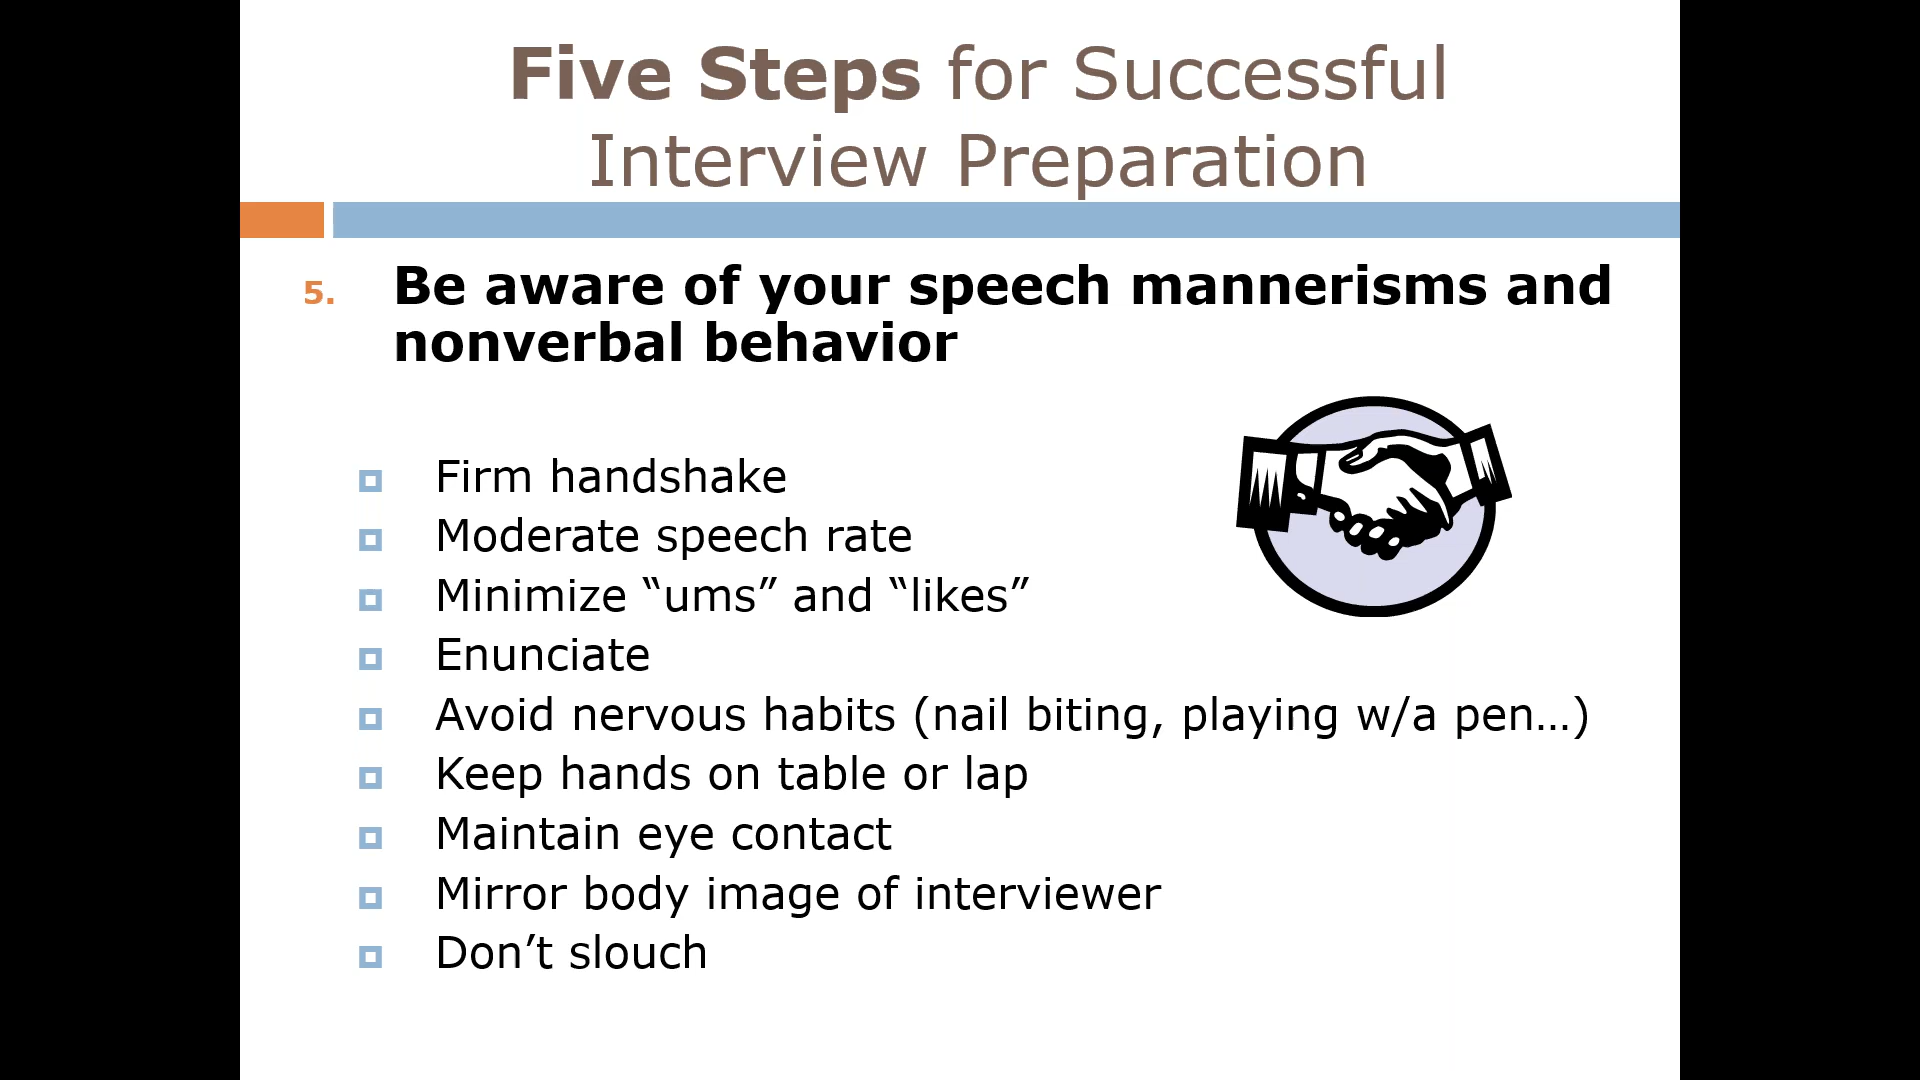 Five Steps for Successful
Interview Preparation
5. Be aware of your speech mannerisms and
nonverbal behavior
Firm handshake
Moderate speech rate
Minimize “ums” and “likes”
Enunciate
Avoid nervous habits (nail biting, playing w/a pen…)
Keep hands on table or lap
Maintain eye contact
Mirror body image of interviewer
Don’t slouch